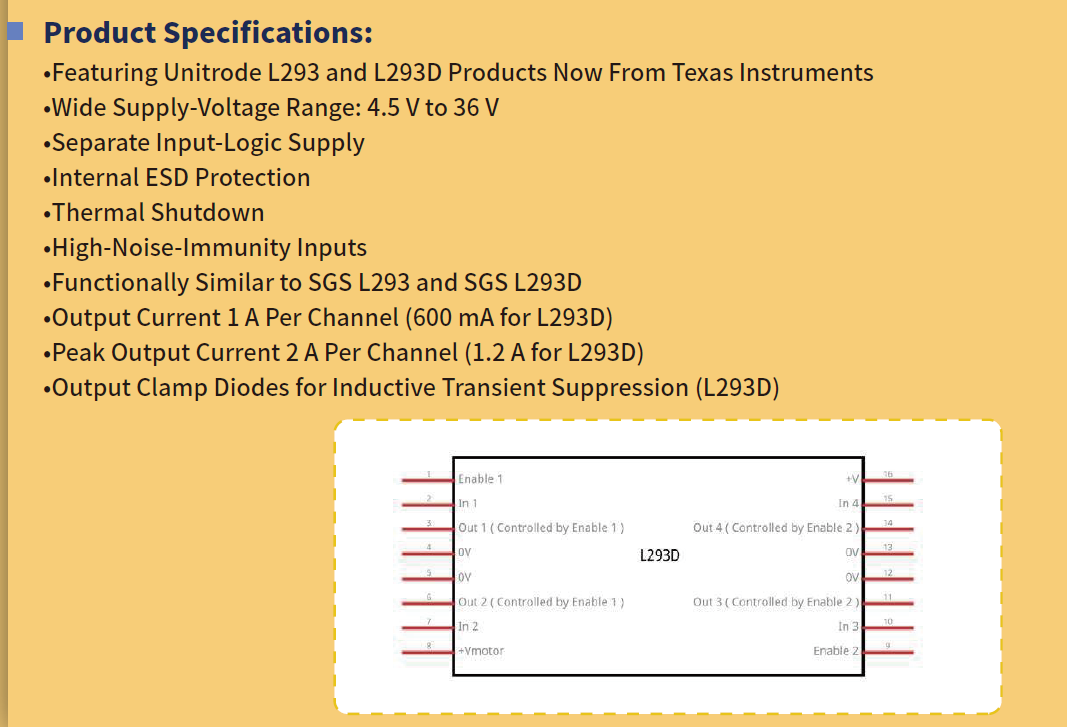 Product Specifications:
•Featuring Unitrode L293 and L293D Products Now From Texas Instruments
•Wide Supply-Voltage Range: 4.5 V to 36 V
•Separate Input-Logic Supply
•Internal ESD Protection
•Thermal Shutdown
•High-Noise-Immunity Inputs
•Functionally Similar to SGS L293 and SGS L293D
•Output Current 1 A Per Channel (600 mA for L293D)
•Peak Output Current 2 A Per Channel (1.2 A for L293D)
•Output Clamp Diodes for Inductive Transient Suppression (L293D)
1 Enable 1 +V 16
2 In 1 In 4 15
3 Out 1 ( Controlled by Enable 1 ) Out 4 ( Controlled by Enable 2 ) 14
4 0V 0V 13
L293D
5 0V 0V 12
6 Out 2 ( Controlled by Enable 1 ) Out 3 ( Controlled by Enable 2 ) 11
7 In 2 In 3 10
8 +Vmotor Enable 2 9